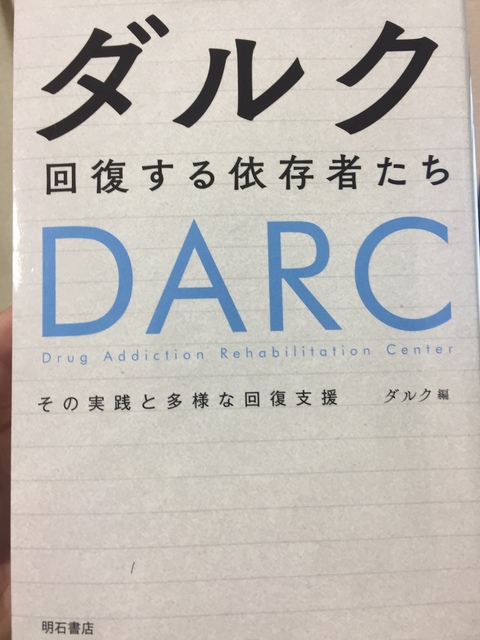 ダルク
回復する依存者たち
DARC
Drug Addiction Rehabilitation Center
その実践と多様な回復支援 ダルク 編
明石書店